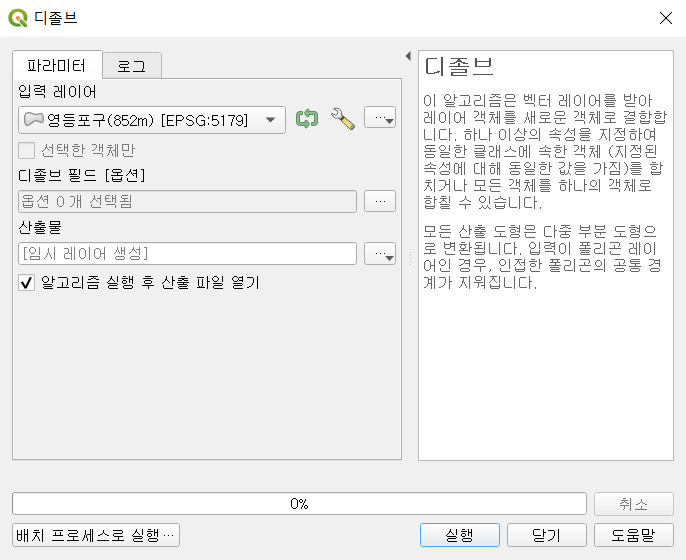 디졸브
파라미터
로그
입력 레이어
영등포구(852m) [EPSG:5179]
선택한 객체만
디졸브 필드 [옵션]
옵션 0개 선택됨
...
산출물
[임시 레이어 생성]
...
알고리즘 실행 후 산출 파일 열기
디졸브
이 알고리즘은 벡터 레이어를 받아
레이어 객체를 새로운 객체로 결합합
니다. 하나 이상의 속성을 지정하여
동일한 클래스에 속한 객체 (지정된
속성에 대해 동일한 값을 가짐)를 합
치거나 모든 객체를 하나의 객체로
합칠 수 있습니다.
모든 산출 도형은 다중 부분 도형으
로 변환됩니다. 입력이 폴리곤 레이
어인 경우, 인접한 폴리곤의 공통 경
계가 지워집니다.
0%
취소
배치 프로세스로 실행...
실행
닫기
도움말